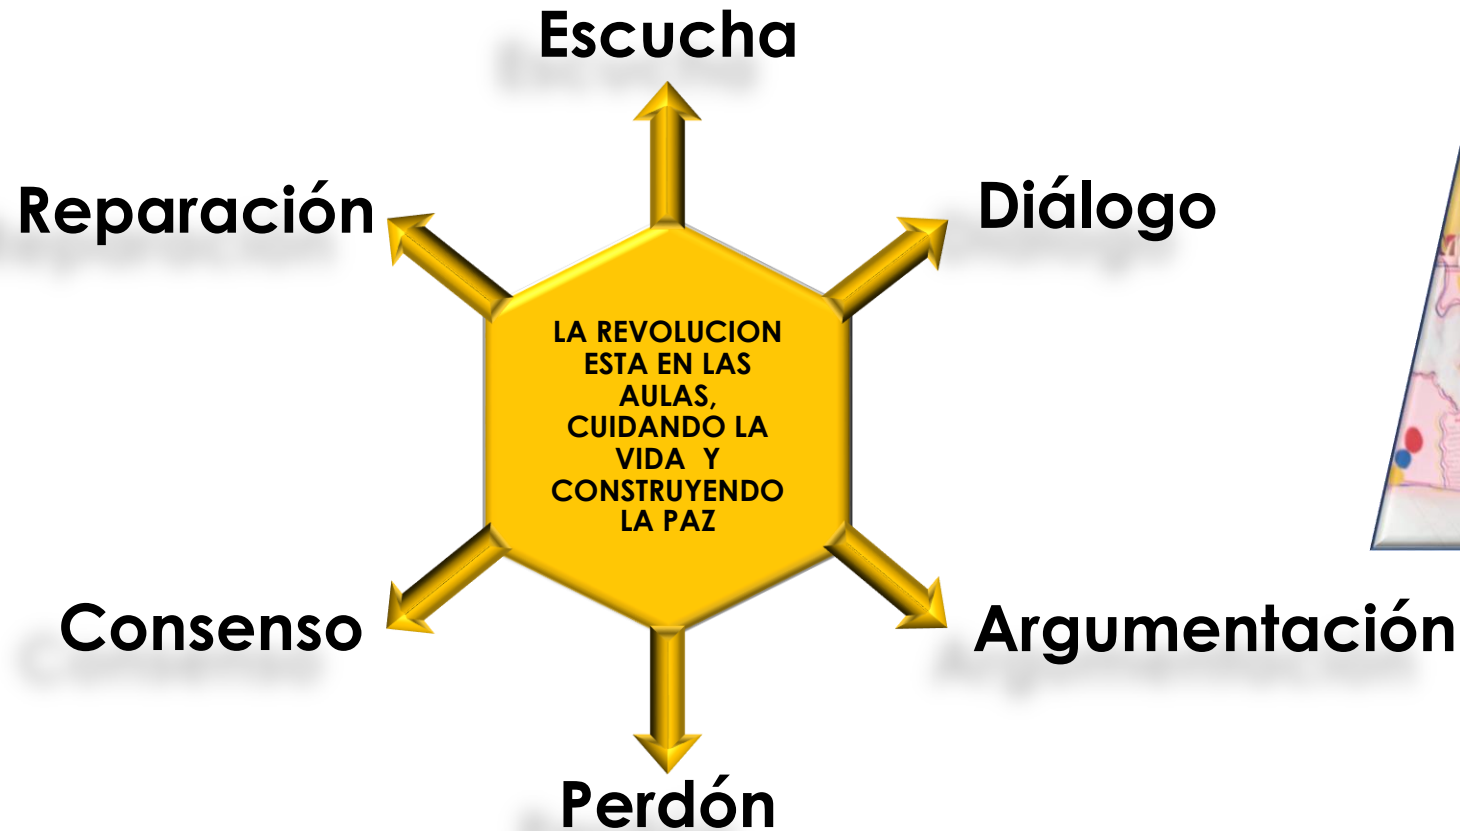 Escucha
Reparación
Diálogo
LA REVOLUCION
ESTA EN LAS
AULAS,
CUIDANDO LA
VIDA Y
CONSTRUYENDO
LA PAZ
Consenso
Argumentación
Perdón